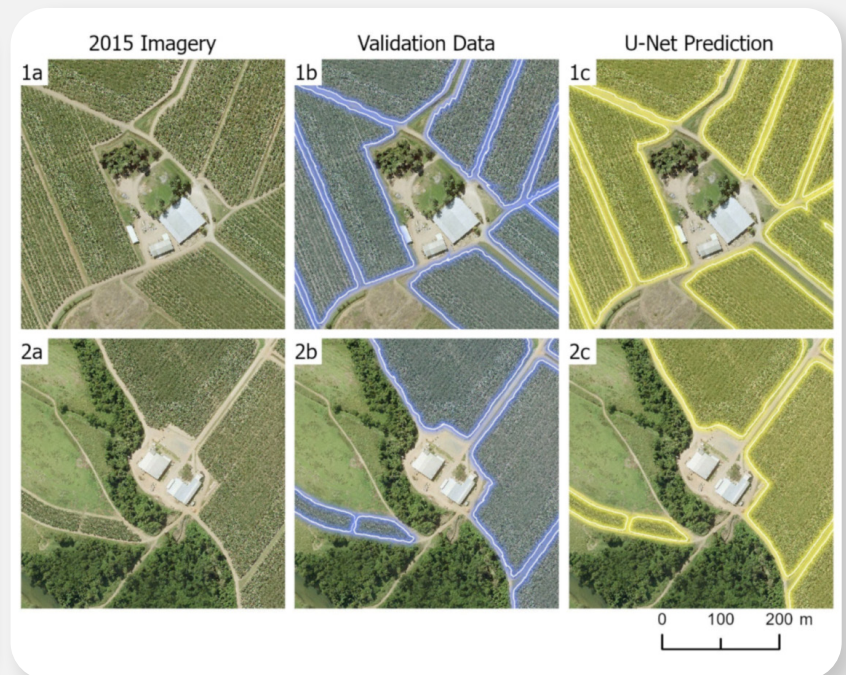 2015 Imagery
Validation Data
U-Net Prediction
1a
1b
1c
2a
2b
2c
0 100 200 m